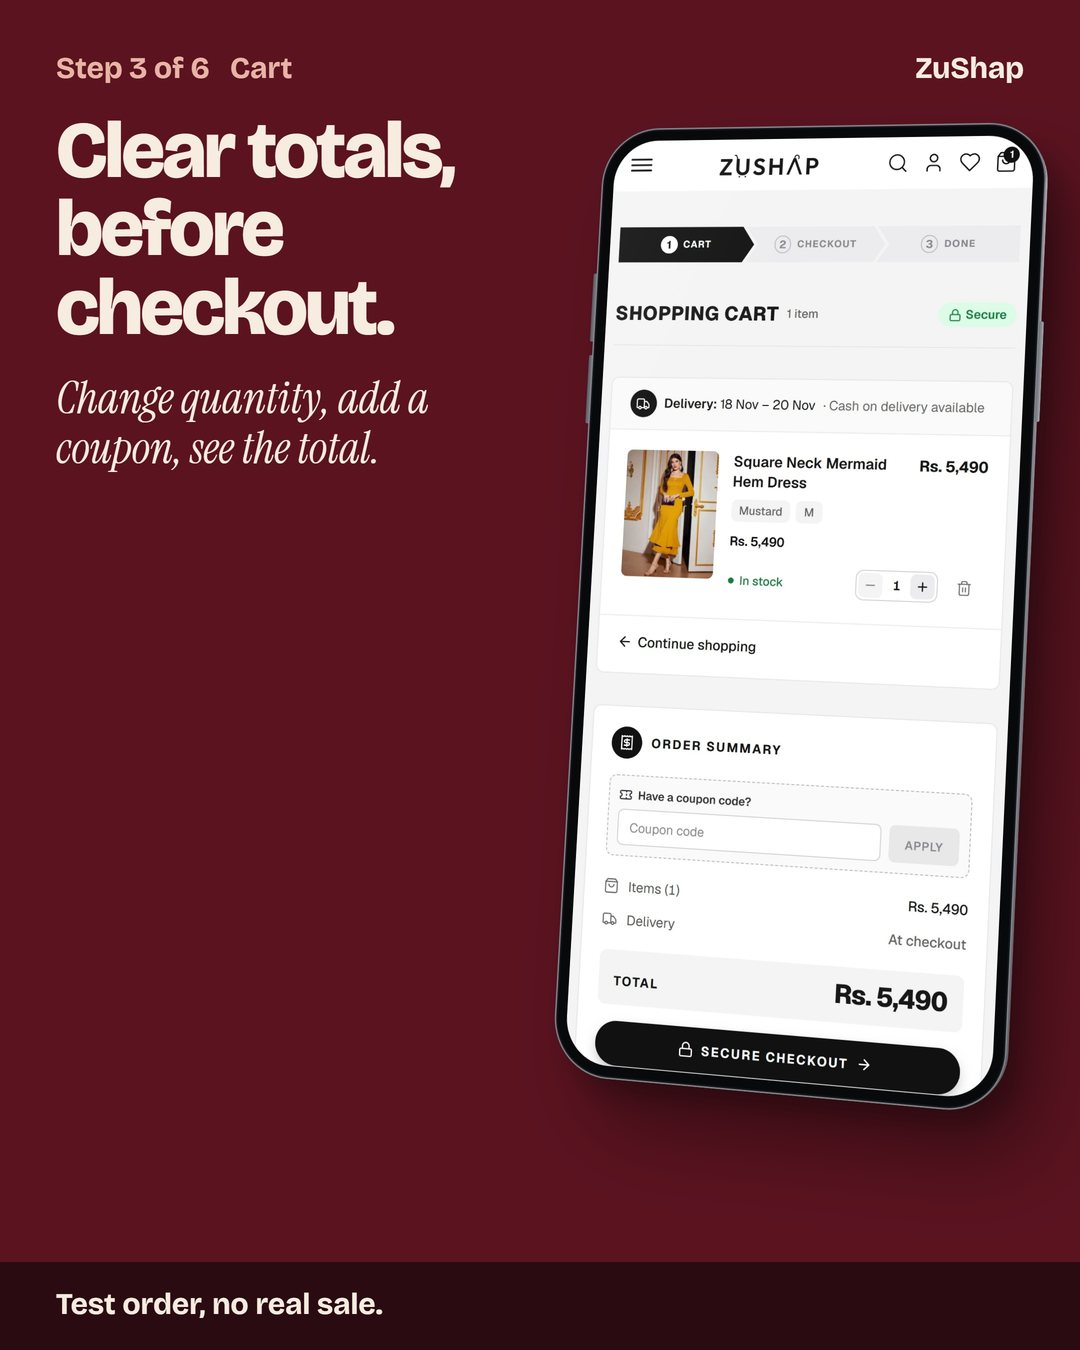 Step 3 of 6 Cart
ZuShap
Clear totals,
before
checkout.
Change quantity, add a
coupon, see the total.
ZUSHAP
1
1 CART
2 CHECKOUT
3 DONE
SHOPPING CART 1 item
Secure
Delivery: 18 Nov – 20 Nov · Cash on delivery available
Square Neck Mermaid
Hem Dress
Rs. 5,490
Mustard M
Rs. 5,490
In stock
− 1 +
← Continue shopping
ORDER SUMMARY
Have a coupon code?
Coupon code
APPLY
Items (1)
Rs. 5,490
Delivery
At checkout
TOTAL
Rs. 5,490
SECURE CHECKOUT →
Test order, no real sale.